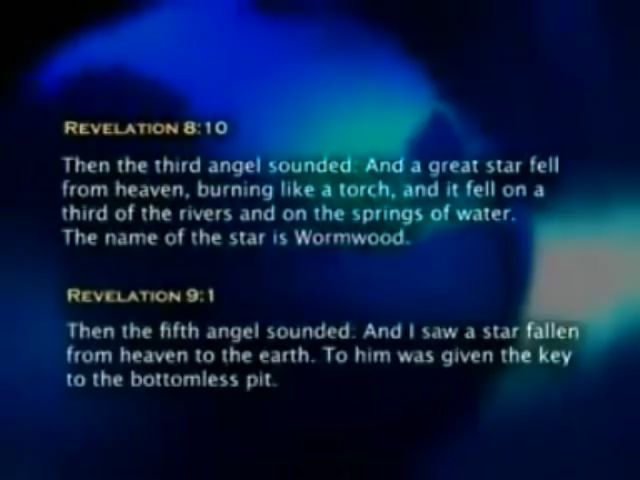 REVELATION 8:10
Then the third angel sounded: And a great star fell
from heaven, burning like a torch, and it fell on a
third of the rivers and on the springs of water.
The name of the star is Wormwood.
REVELATION 9:1
Then the fifth angel sounded: And I saw a star fallen
from heaven to the earth. To him was given the key
to the bottomless pit.